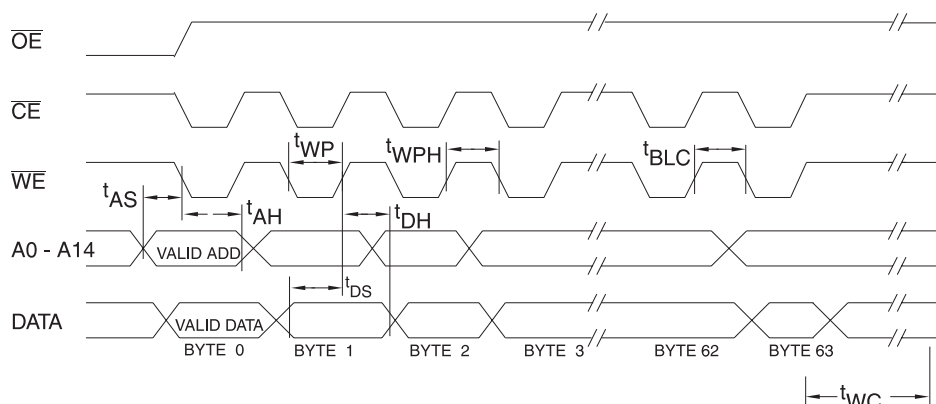 OE
CE
tWP
tWPH
tBLC
WE
tAS
tAH
tDH
A0 - A14
VALID ADD
tDS
DATA
VALID DATA
BYTE 0
BYTE 1
BYTE 2
BYTE 3
BYTE 62
BYTE 63
tWC